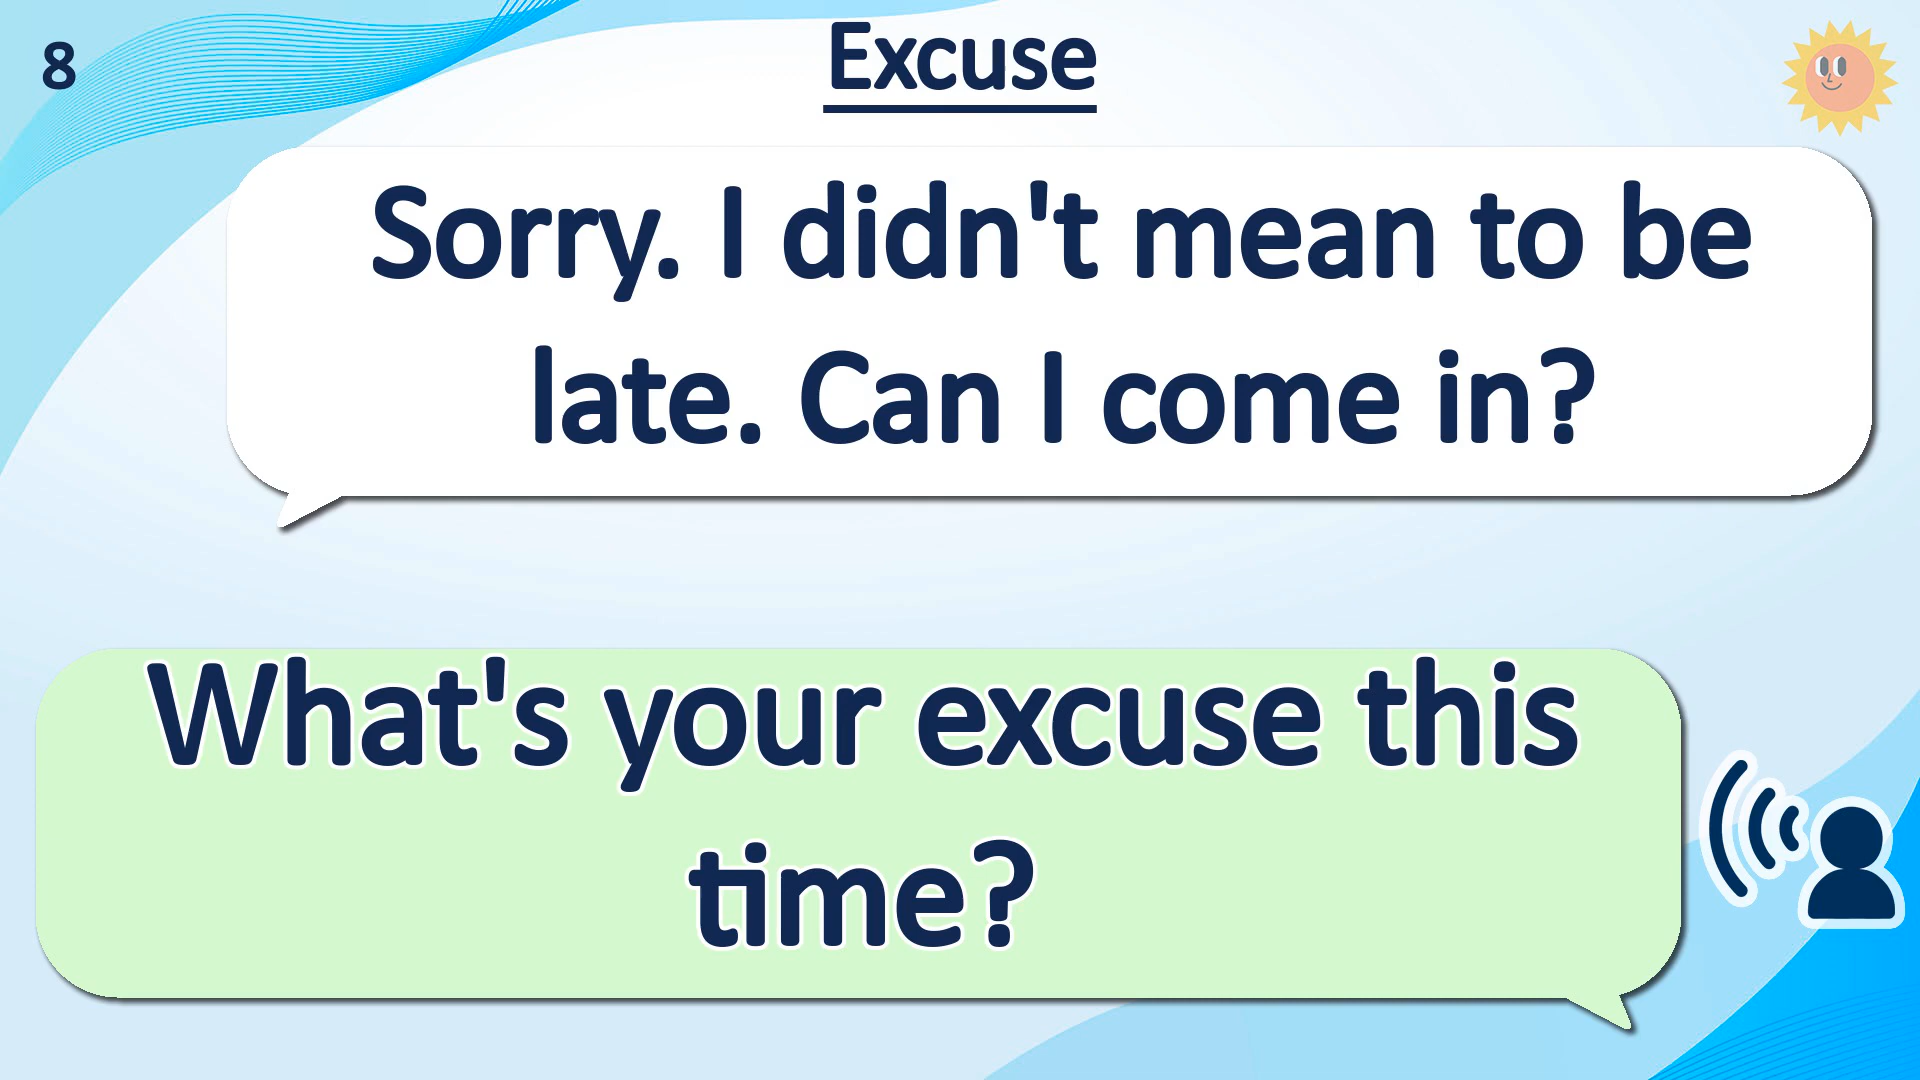 8
Excuse
Sorry. I didn't mean to be
late. Can I come in?
What's your excuse this
time?